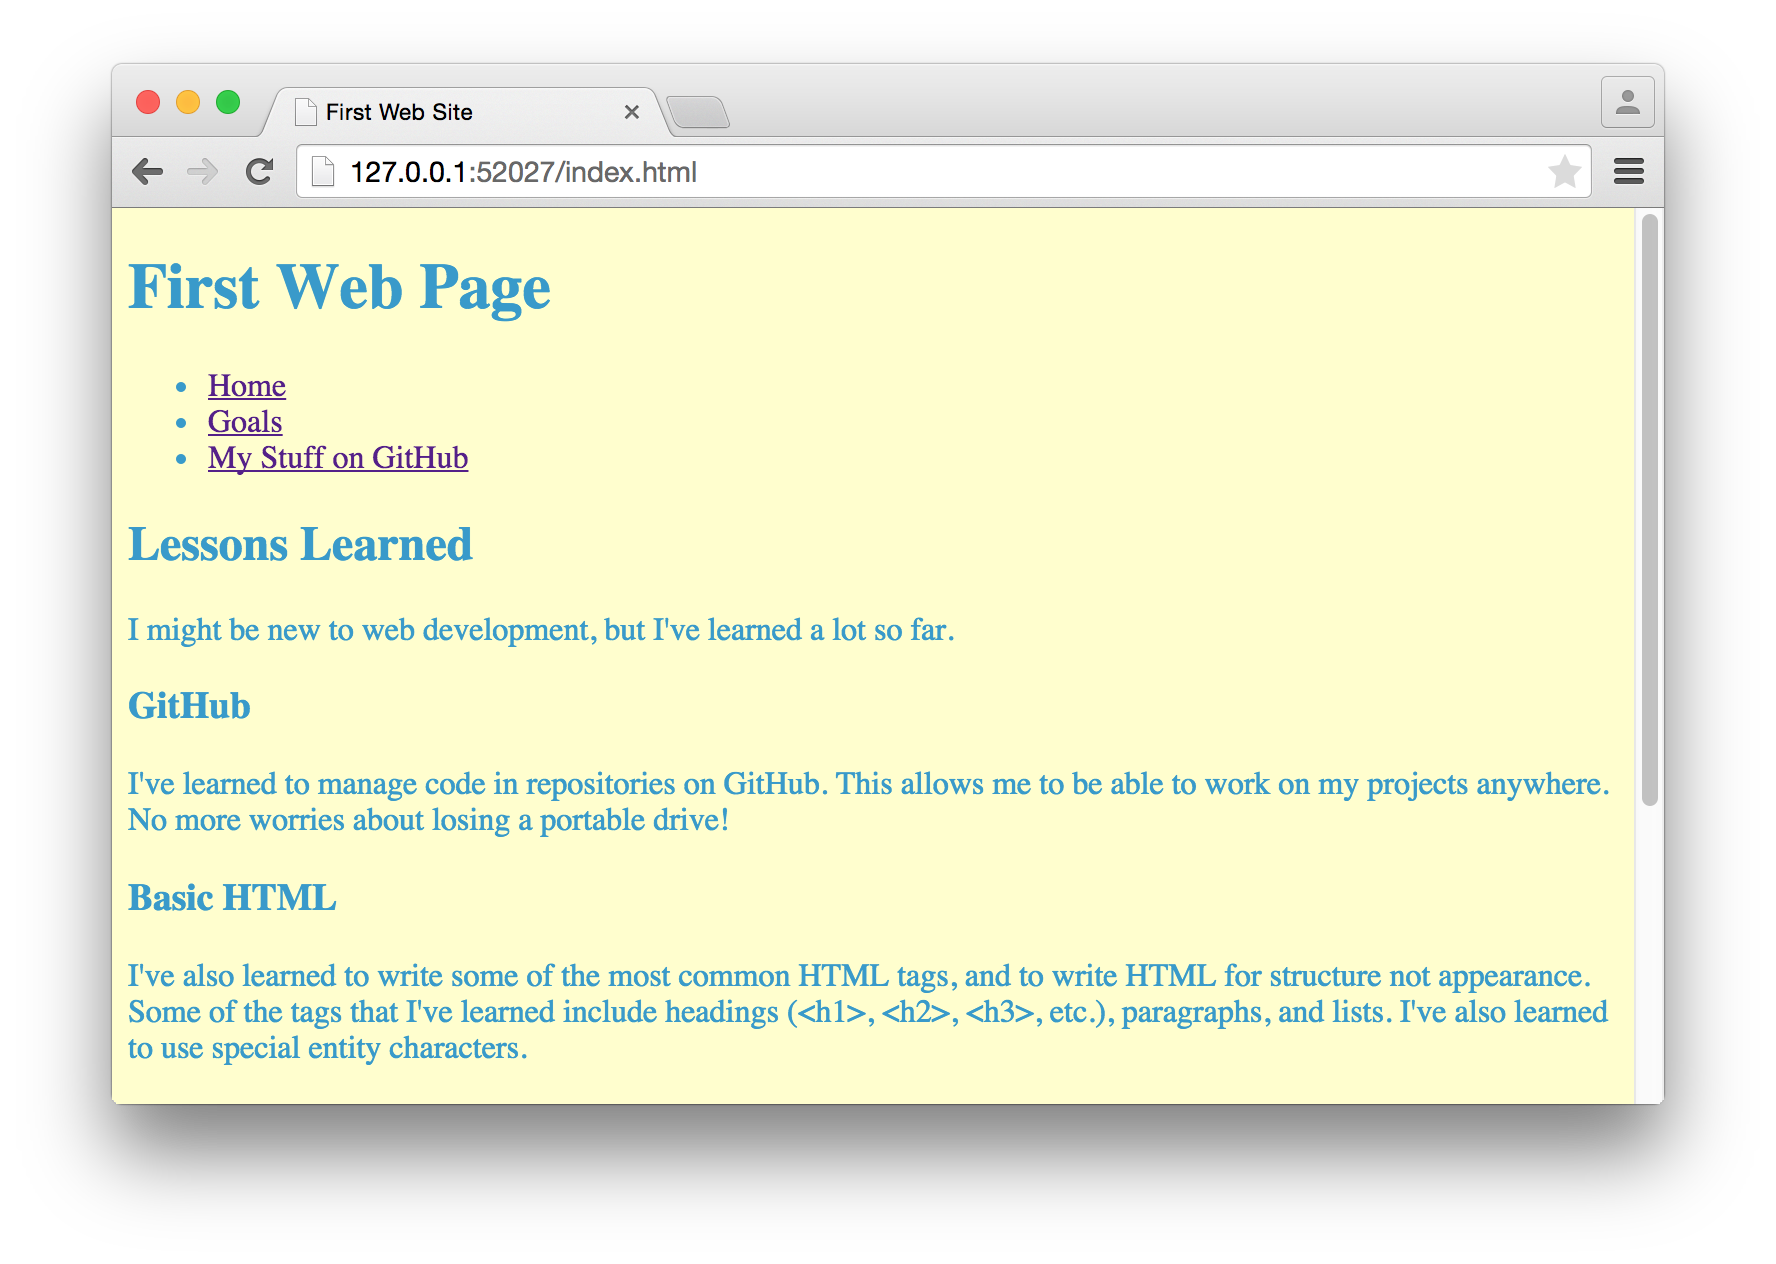 First Web Site
127.0.0.1:52027/index.html
First Web Page
Home
Goals
My Stuff on GitHub
Lessons Learned
I might be new to web development, but I've learned a lot so far.
GitHub
I've learned to manage code in repositories on GitHub. This allows me to be able to work on my projects anywhere.
No more worries about losing a portable drive!
Basic HTML
I've also learned to write some of the most common HTML tags, and to write HTML for structure not appearance.
Some of the tags that I've learned include headings (<h1>, <h2>, <h3>, etc.), paragraphs, and lists. I've also learned
to use special entity characters.